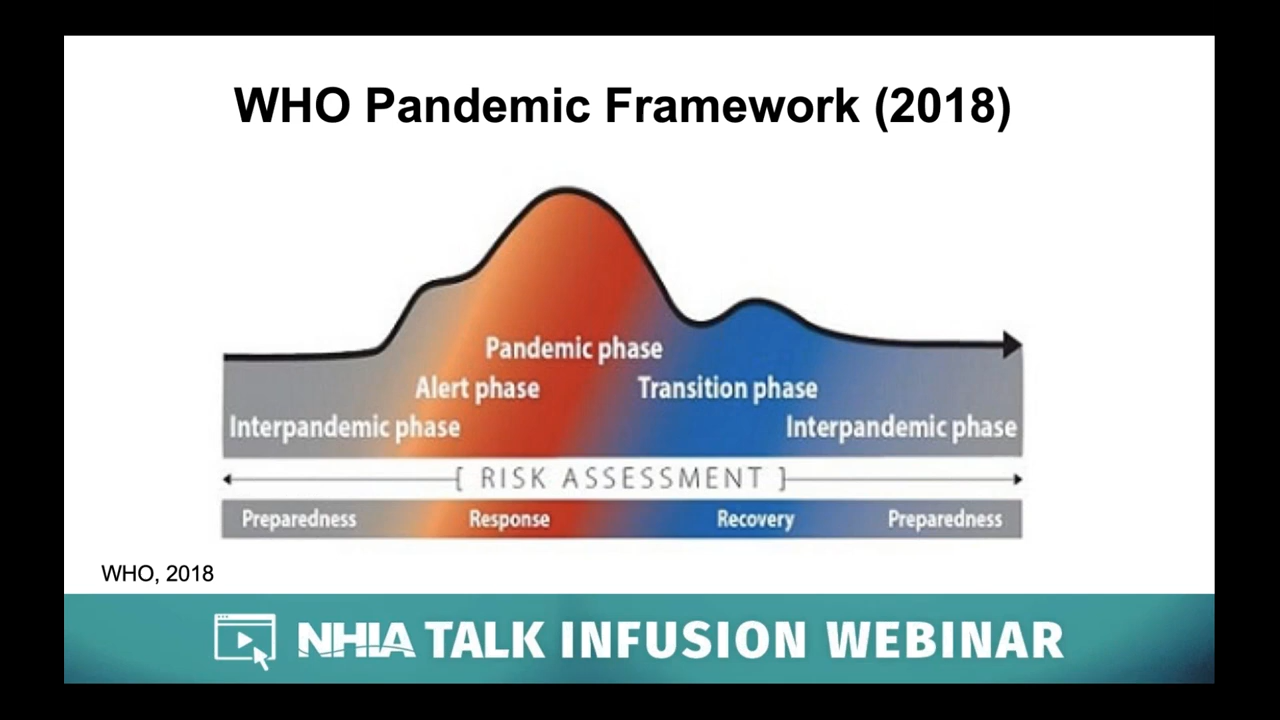 WHO Pandemic Framework (2018)
Pandemic phase
Alert phase
Transition phase
Interpandemic phase
Interpandemic phase
[ RISK ASSESSMENT ]
Preparedness
Response
Recovery
Preparedness
WHO, 2018
NHIA TALK INFUSION WEBINAR